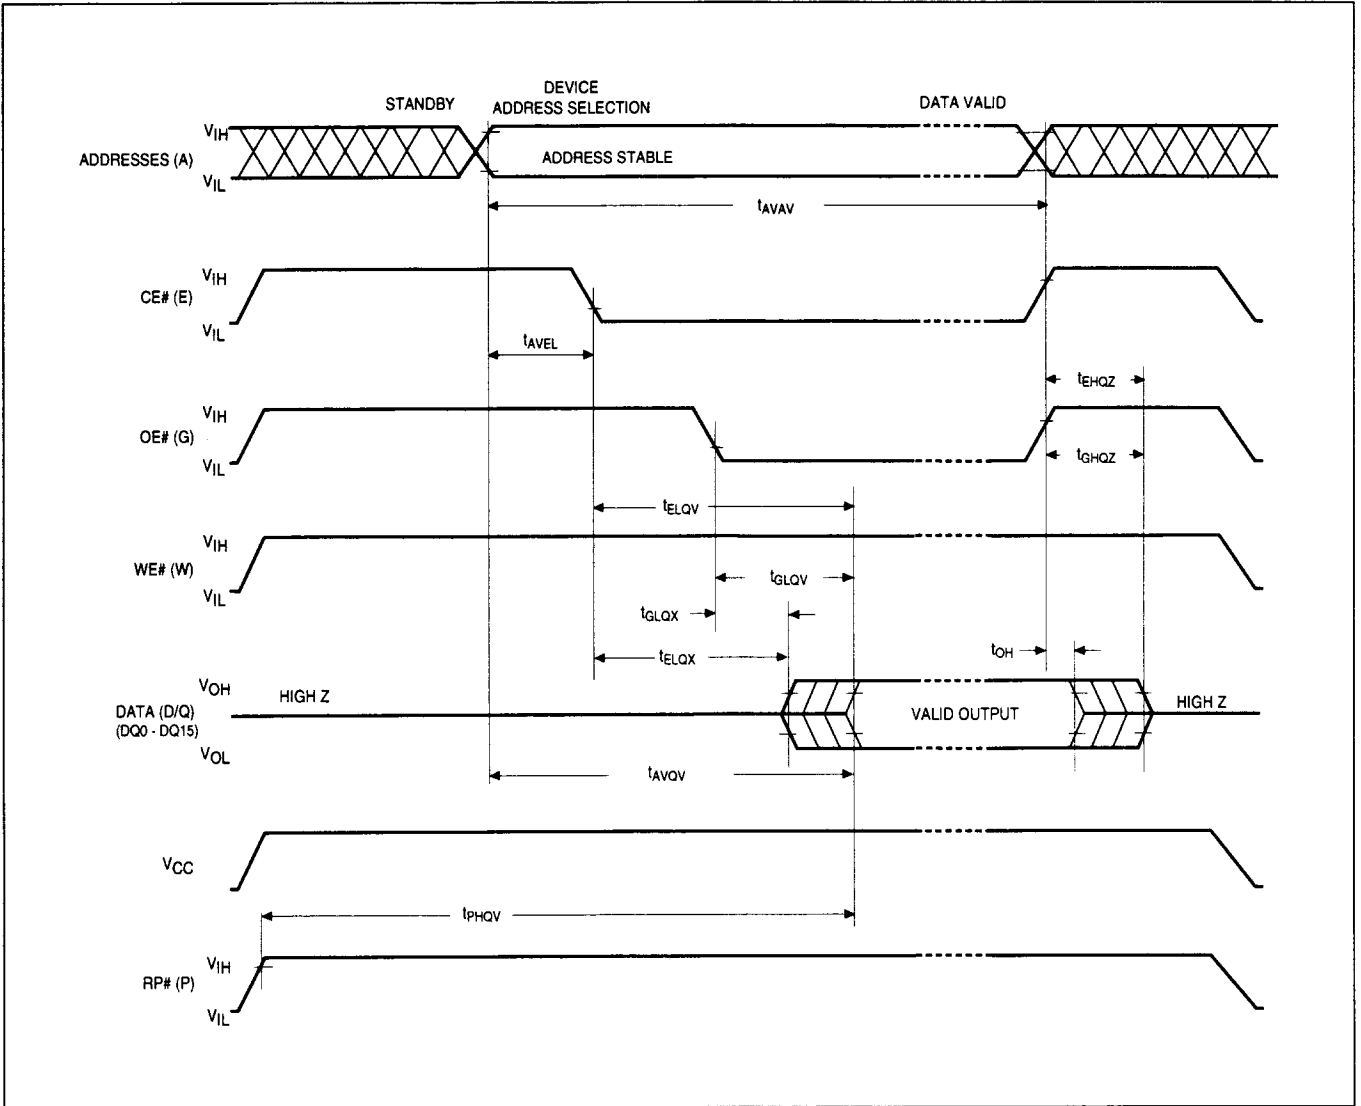 DEVICE
STANDBY ADDRESS SELECTION DATA VALID
VIH
ADDRESSES (A) ADDRESS STABLE
VIL
tAVAV
VIH
CE# (E)
VIL
tAVEL
tEHQZ
VIH
OE# (G)
tGHQZ
VIL
tELQV
VIH
WE# (W)
tGLQV
VIL
tGLQX
tOH
tELQX
VOH
HIGH Z HIGH Z
DATA (D/Q) VALID OUTPUT
(DQ0 - DQ15)
VOL
tAVQV
VCC
tPHQV
VIH
RP# (P)
VIL